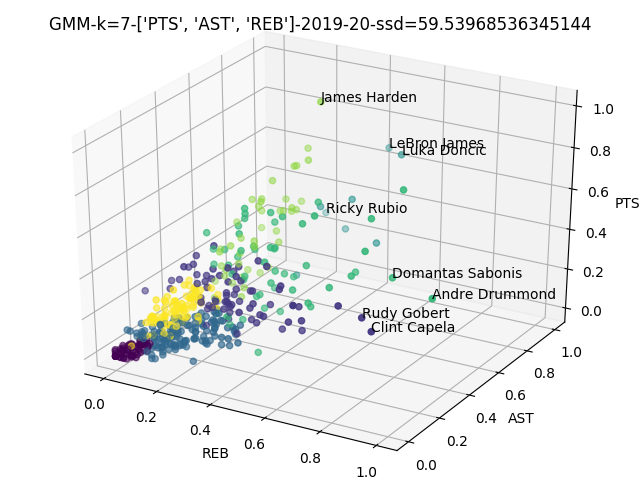 GMM-k=7-['PTS', 'AST', 'REB']-2019-20-ssd=59.53968536345144
James Harden
LeBron James
Luka Doncic
Ricky Rubio
Domantas Sabonis
Andre Drummond
Rudy Gobert
Clint Capela
1.0
0.8
0.6
0.4
0.2
0.0
PTS
1.0
0.8
0.6
0.4
0.2
0.0
AST
0.0
0.2
0.4
0.6
0.8
1.0
REB